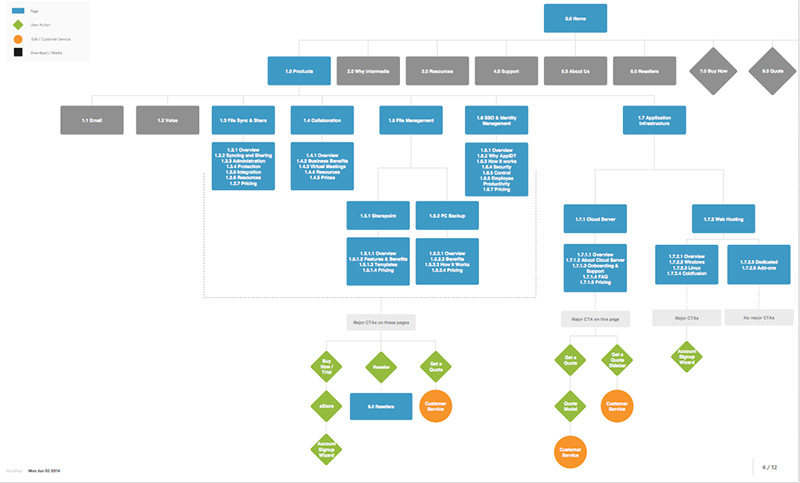 Page
User Action
Exit / Customer Service
Download / Media
0.0 Home
1.0 Products
2.0 Why Intermedia
3.0 Resources
4.0 Support
5.0 About Us
6.0 Resellers
7.0 Buy Now
8.0 Quote
1.1 Email
1.2 Voice
1.3 File Sync & Share
1.4 Collaboration
1.5 File Management
1.6 SSO & Identity
Management
1.7 Application
Infrastructure
1.3.1 Overview
1.3.2 Syncing and Sharing
1.3.3 Administration
1.3.4 Protection
1.3.5 Integration
1.3.6 Resources
1.3.7 Pricing
1.4.1 Overview
1.4.2 Business Benefits
1.4.3 Virtual Meetings
1.4.4 Resources
1.4.5 Prices
1.6.1 Overview
1.6.2 Why AppID?
1.6.3 How it works
1.6.4 Security
1.6.5 Control
1.6.6 Employee
Productivity
1.6.7 Pricing
1.5.1 Sharepoint
1.5.2 PC Backup
1.7.1 Cloud Server
1.7.2 Web Hosting
1.5.1.1 Overview
1.5.1.2 Features & Benefits
1.5.1.3 Templates
1.5.1.4 Pricing
1.5.2.1 Overview
1.5.2.2 Benefits
1.5.2.3 How It Works
1.5.2.4 Pricing
1.7.1.1 Overview
1.7.1.2 About Cloud Server
1.7.1.3 Onboarding &
Support
1.7.1.4 FAQ
1.7.1.5 Pricing
1.7.2.1 Overview
1.7.2.2 Windows
1.7.2.3 Linux
1.7.2.4 Coldfusion
1.7.2.5 Dedicated
1.7.2.6 Add-ons
Major CTAs on these pages
Major CTA on this page
Major CTAs
No major CTAs
Buy
Now /
Trial
Reseller
Get a
Quote
Get a
Quote
Get a
Quote
Sidebar
Account
Signup
Wizard
eStore
6.0 Resellers
Customer
Service
Quote
Modal
Customer
Service
Account
Signup
Wizard
Customer
Service
Modified Mon Jun 02 2014
4 / 12